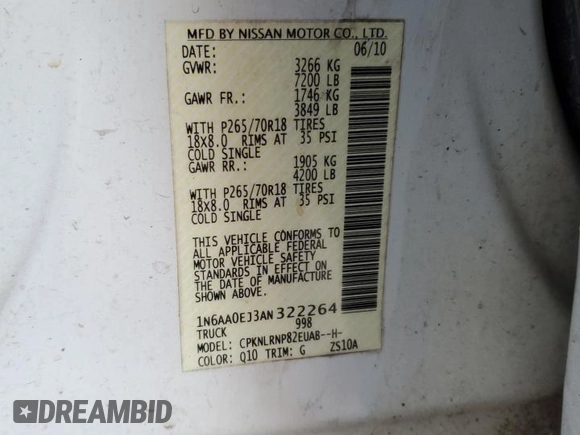 MFD BY NISSAN MOTOR CO., LTD.
DATE: 06/10
GVWR: 3266 KG
7200 LB
GAWR FR.: 1746 KG
3849 LB
WITH P265/70R18 TIRES
18X8.0 RIMS AT 35 PSI
COLD SINGLE
GAWR RR.: 1905 KG
4200 LB
WITH P265/70R18 TIRES
18X8.0 RIMS AT 35 PSI
COLD SINGLE
THIS VEHICLE CONFORMS TO
ALL APPLICABLE FEDERAL
MOTOR VEHICLE SAFETY
STANDARDS IN EFFECT ON
THE DATE OF MANUFACTURE
SHOWN ABOVE.
1N6AA0EJ3AN322264
TRUCK 998
MODEL: CPKNLRNP82EUAB--H-
COLOR: Q10 TRIM: G ZS10A
DREAMBID